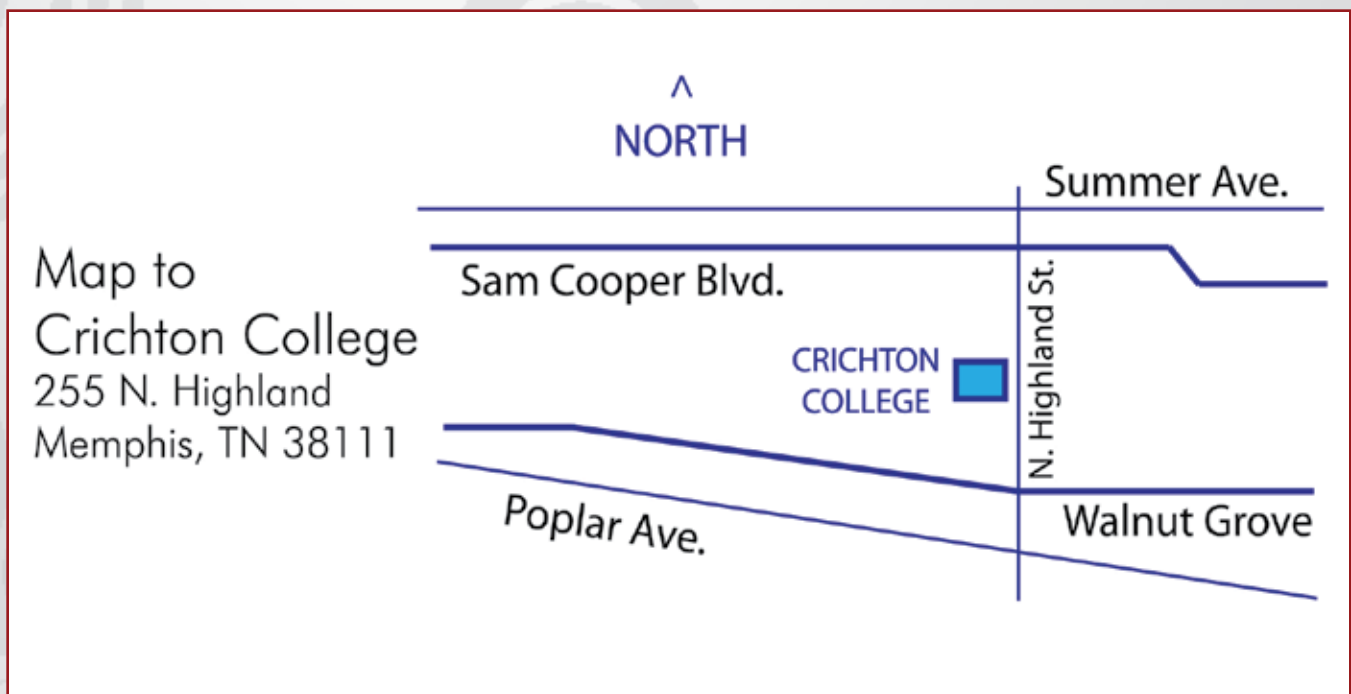 ^
NORTH
Summer Ave.
Map to
Crichton College
255 N. Highland
Memphis, TN 38111
Sam Cooper Blvd.
N. Highland St.
CRICHTON
COLLEGE
Poplar Ave.
Walnut Grove